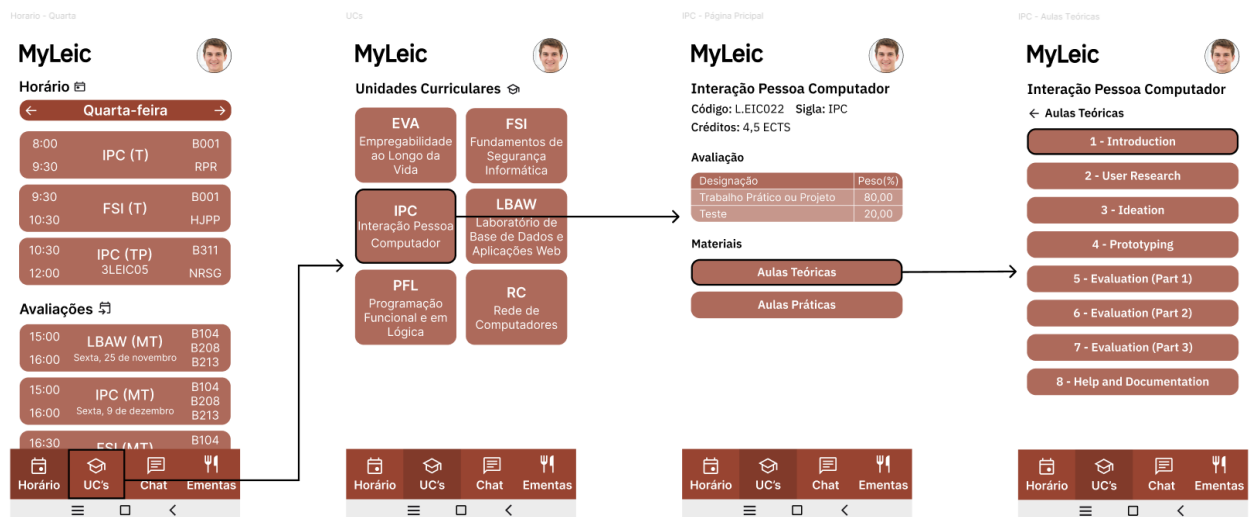 Horario - Quarta
MyLeic
Horário
Quarta-feira
8:00
IPC (T)
B001
9:30
RPR
9:30
FSI (T)
B001
10:30
HJPP
10:30
IPC (TP)
B311
12:00
3LEIC05
NRSG
Avaliações
15:00
LBAW (MT)
B104
B208
16:00
Sexta, 25 de novembro
B213
15:00
IPC (MT)
B104
B208
16:00
Sexta, 9 de dezembro
B213
16:30
FSI (MT)
B104
Horário
UC's
Chat
Ementas
UCs
MyLeic
Unidades Curriculares
EVA
Empregabilidade
ao Longo da
Vida
FSI
Fundamentos de
Segurança
Informática
IPC
Interação Pessoa
Computador
LBAW
Laboratório de
Base de Dados e
Aplicações Web
PFL
Programação
Funcional e em
Lógica
RC
Rede de
Computadores
Horário
UC's
Chat
Ementas
IPC - Página Pricipal
MyLeic
Interação Pessoa Computador
Código: L.EIC022 Sigla: IPC
Créditos: 4,5 ECTS
Avaliação
Designação Peso(%)
Trabalho Prático ou Projeto 80,00
Teste 20,00
Materiais
Aulas Teóricas
Aulas Práticas
Horário
UC's
Chat
Ementas
IPC - Aulas Teóricas
MyLeic
Interação Pessoa Computador
Aulas Teóricas
1 - Introduction
2 - User Research
3 - Ideation
4 - Prototyping
5 - Evaluation (Part 1)
6 - Evaluation (Part 2)
7 - Evaluation (Part 3)
8 - Help and Documentation
Horário
UC's
Chat
Ementas